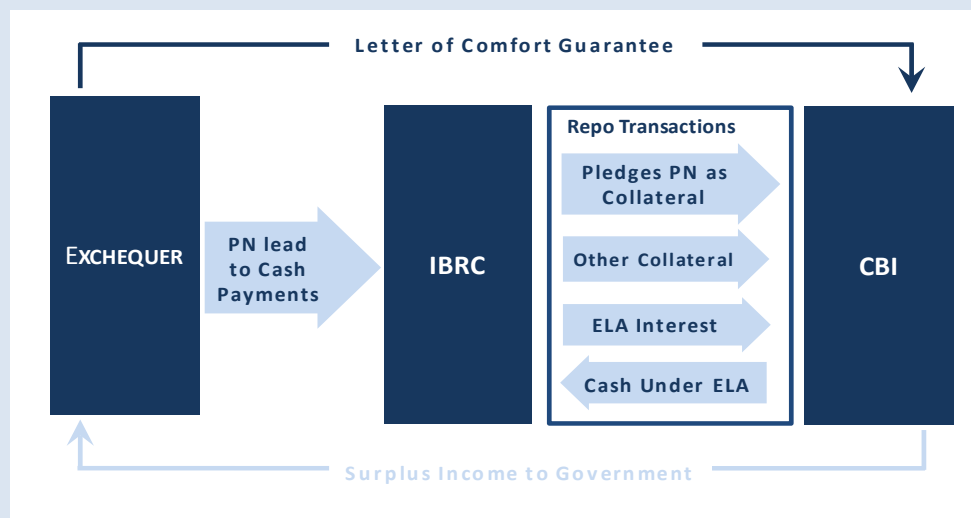 Letter of Comfort Guarantee
EXCHEQUER
PN lead
to Cash
Payments
IBRC
Repo Transactions
Pledges PN as
Collateral
Other Collateral
ELA Interest
Cash Under ELA
CBI
Surplus Income to Government